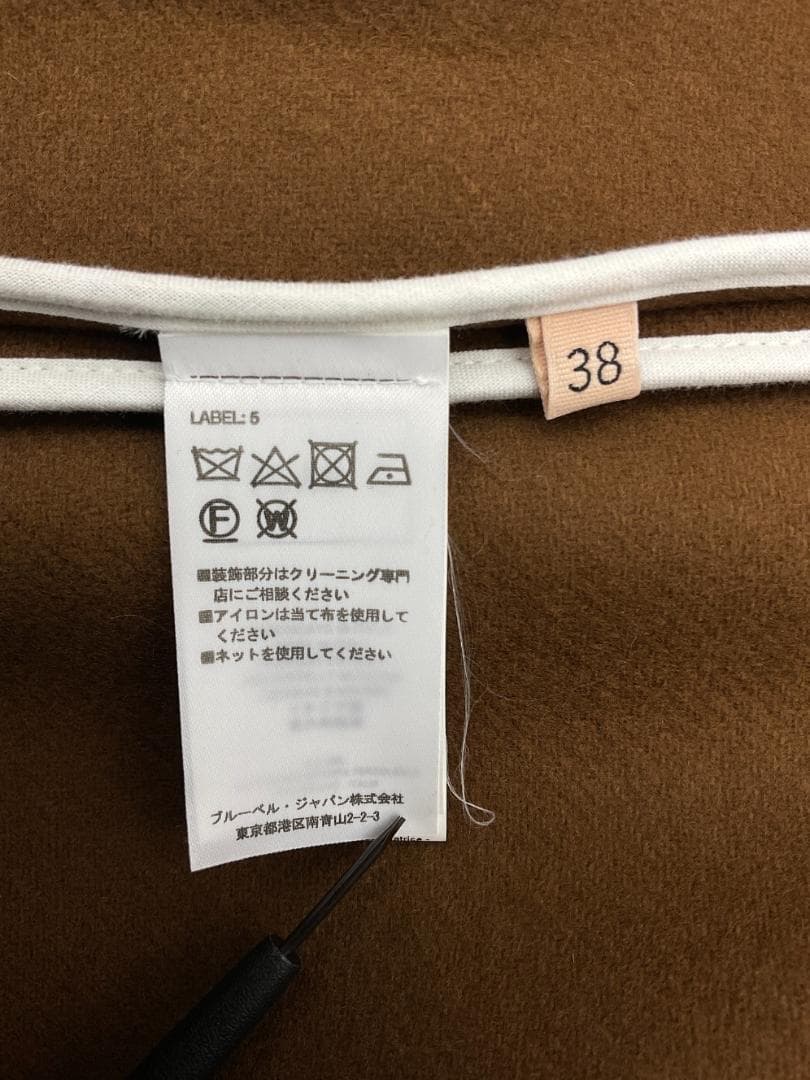 38
LABEL: 5
F W
■装飾部分はクリーニング専門
店にご相談ください
■アイロンは当て布を使用して
ください
■ネットを使用してください
ブルーベル・ジャパン株式会社
東京都港区南青山2-2-3